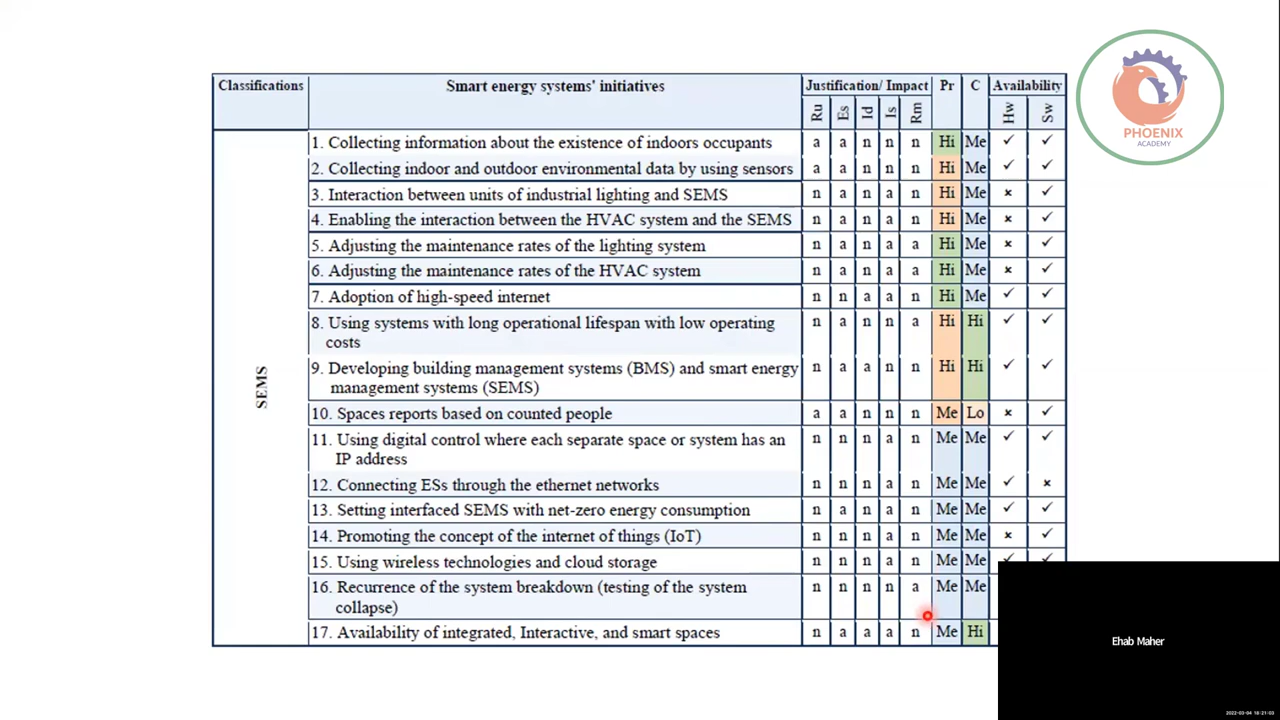 Classifications Smart energy systems' initiatives Justification/ Impact Pr C Availability
Ru Es Id Is Rm Hw Sw
PHOENIX
ACADEMY
SEMS
1. Collecting information about the existence of indoors occupants a a n n n Hi Me ✓ ✓
2. Collecting indoor and outdoor environmental data by using sensors a a n n n Hi Me ✓ ✓
3. Interaction between units of industrial lighting and SEMS n a n a n Hi Me × ✓
4. Enabling the interaction between the HVAC system and the SEMS n a n a n Hi Me × ✓
5. Adjusting the maintenance rates of the lighting system n a n a a Hi Me × ✓
6. Adjusting the maintenance rates of the HVAC system n a n a a Hi Me × ✓
7. Adoption of high-speed internet n n a a n Hi Me ✓ ✓
8. Using systems with long operational lifespan with low operating n a n n a Hi Hi ✓ ✓
costs
9. Developing building management systems (BMS) and smart energy n a a n n Hi Hi ✓ ✓
management systems (SEMS)
10. Spaces reports based on counted people a a n n n Me Lo × ✓
11. Using digital control where each separate space or system has an n n n a n Me Me ✓ ✓
IP address
12. Connecting ESs through the ethernet networks n n n a n Me Me ✓ ×
13. Setting interfaced SEMS with net-zero energy consumption n a n n n Me Me ✓ ✓
14. Promoting the concept of the internet of things (IoT) n n n a n Me Me × ✓
15. Using wireless technologies and cloud storage n n n a n Me Me ✓ ✓
16. Recurrence of the system breakdown (testing of the system n n n n a Me Me
collapse)
17. Availability of integrated, Interactive, and smart spaces n a a a n Me Hi
Ehab Maher
2022-03-04 18:21:03